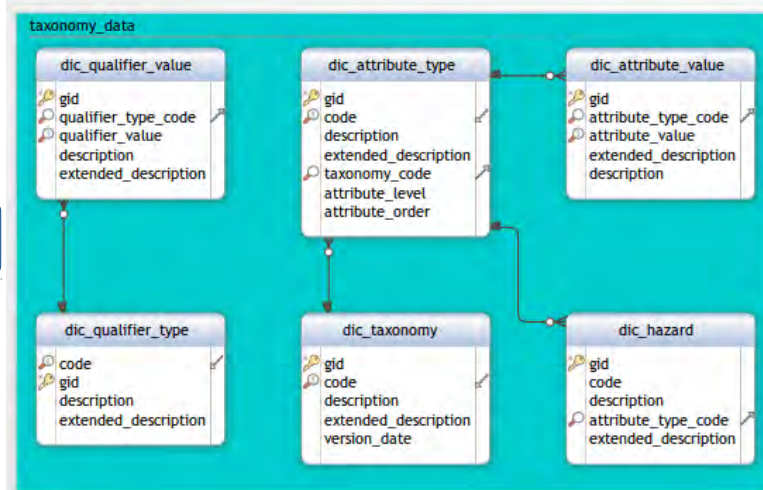 taxonomy_data
dic_qualifier_value
gid
qualifier_type_code
qualifier_value
description
extended_description
dic_attribute_type
gid
code
description
extended_description
taxonomy_code
attribute_level
attribute_order
dic_attribute_value
gid
attribute_type_code
attribute_value
extended_description
description
dic_qualifier_type
code
gid
description
extended_description
dic_taxonomy
gid
code
description
extended_description
version_date
dic_hazard
gid
code
description
attribute_type_code
extended_description